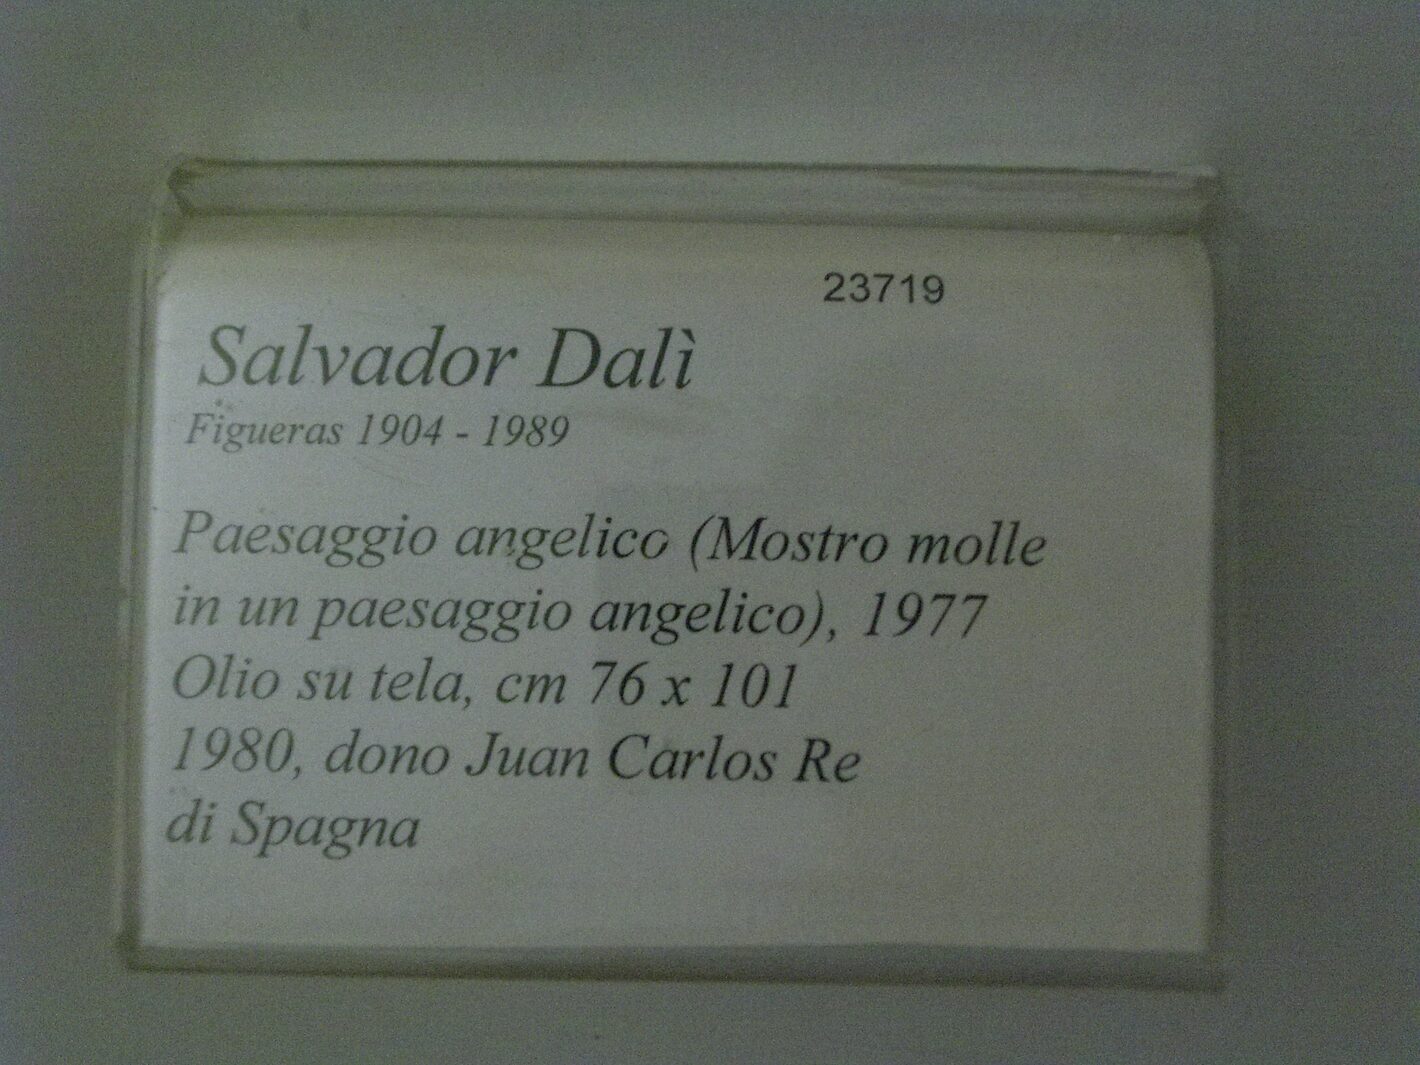 23719
Salvador Dalì
Figueras 1904 - 1989
Paesaggio angelico (Mostro molle
in un paesaggio angelico), 1977
Olio su tela, cm 76 x 101
1980, dono Juan Carlos Re
di Spagna